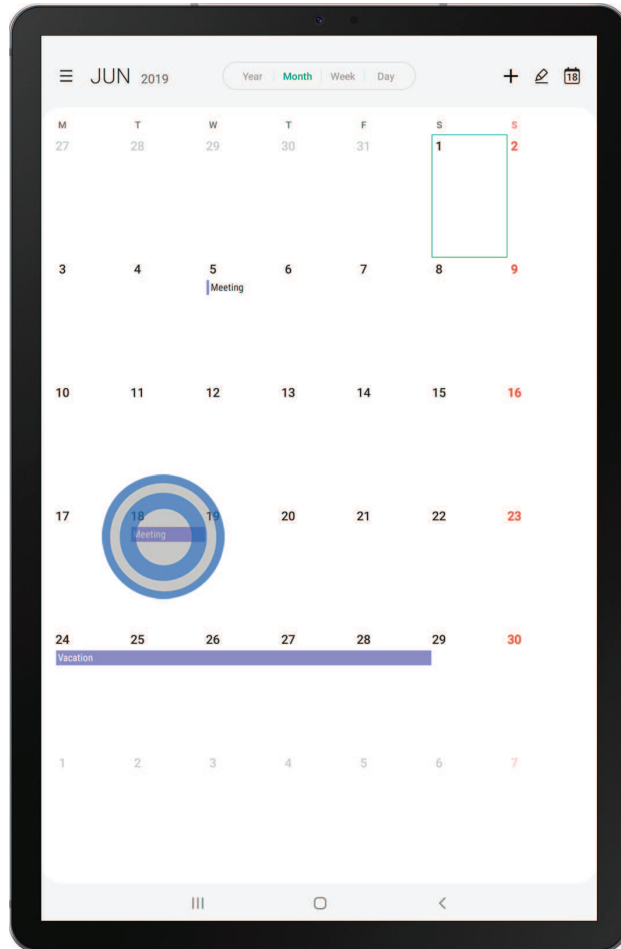 JUN 2019 Year Month Week Day 18
M T W T F S S
27 28 29 30 31 1 2
3 4 5 6 7 8 9
Meeting
10 11 12 13 14 15 16
17 18 19 20 21 22 23
Meeting
24 25 26 27 28 29 30
Vacation
1 2 3 4 5 6 7